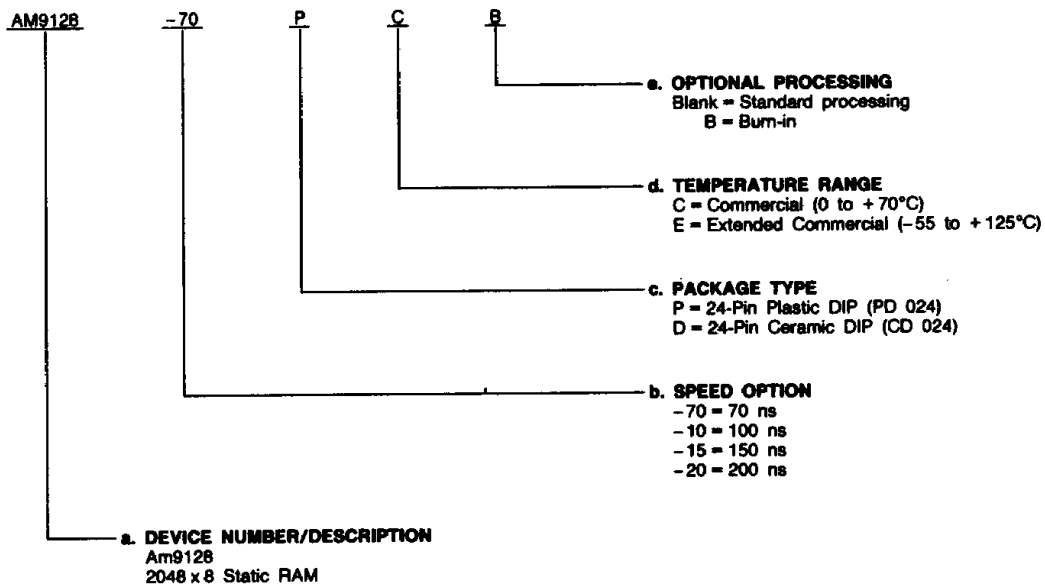 AM9128 -70 P C B
e. OPTIONAL PROCESSING
Blank = Standard processing
B = Burn-in
d. TEMPERATURE RANGE
C = Commercial (0 to +70°C)
E = Extended Commercial (-55 to +125°C)
c. PACKAGE TYPE
P = 24-Pin Plastic DIP (PD 024)
D = 24-Pin Ceramic DIP (CD 024)
b. SPEED OPTION
-70 = 70 ns
-10 = 100 ns
-15 = 150 ns
-20 = 200 ns
a. DEVICE NUMBER/DESCRIPTION
Am9128
2048 x 8 Static RAM